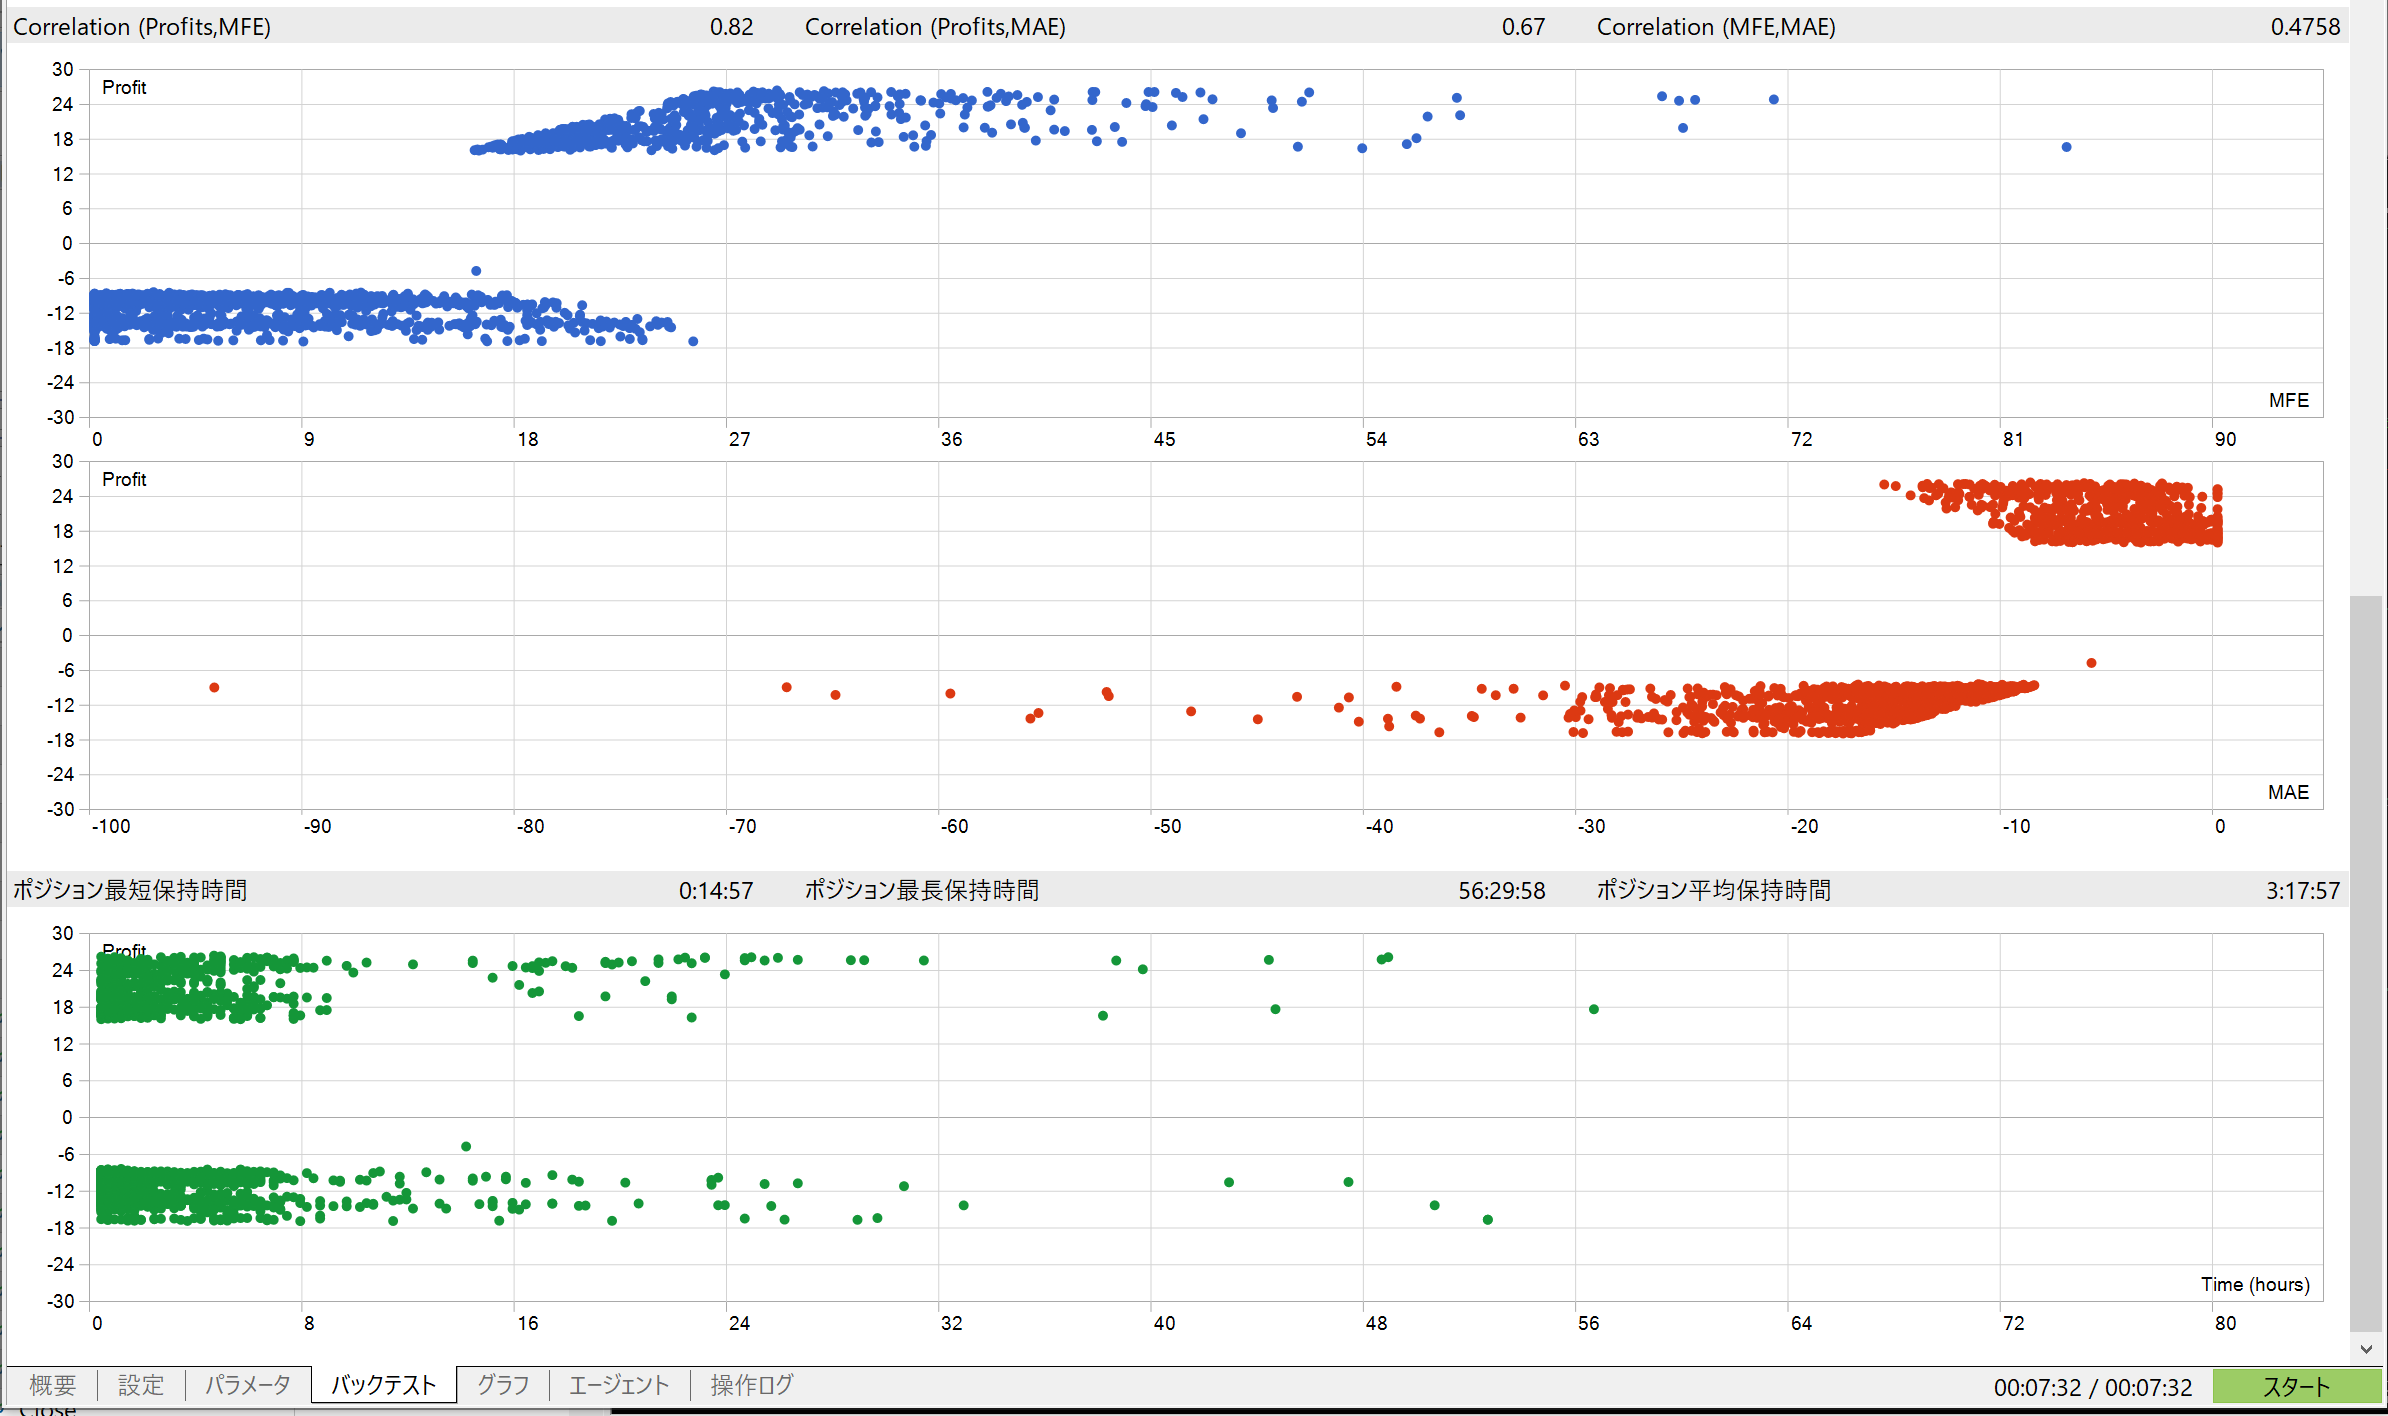 Correlation (Profits,MFE) 0.82 Correlation (Profits,MAE) 0.67 Correlation (MFE,MAE) 0.4758
30
Profit
24
18
12
6
0
-6
-12
-18
-24
MFE
-30
0 9 18 27 36 45 54 63 72 81 90
30
Profit
24
18
12
6
0
-6
-12
-18
-24
MAE
-30
-100 -90 -80 -70 -60 -50 -40 -30 -20 -10 0
ポジション最短保持時間 0:14:57 ポジション最長保持時間 56:29:58 ポジション平均保持時間 3:17:57
30
Profit
24
18
12
6
0
-6
-12
-18
-24
Time (hours)
-30
0 8 16 24 32 40 48 56 64 72 80
概要 設定 パラメータ バックテスト グラフ エージェント 操作ログ 00:07:32 / 00:07:32 スタート
Close